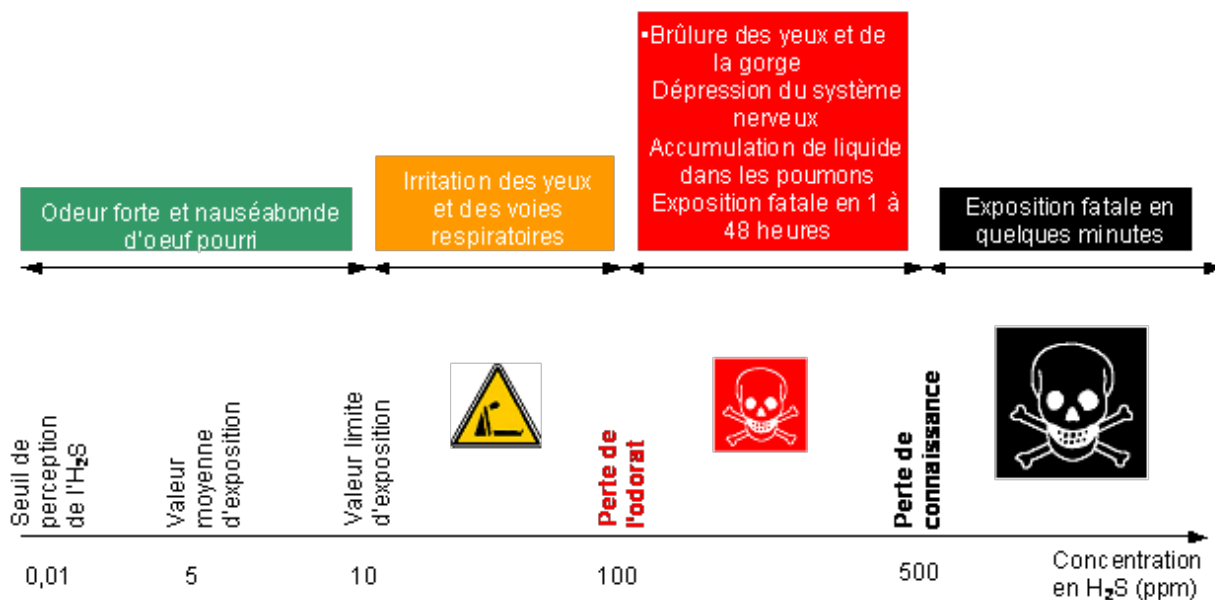 ▪Brûlure des yeux et de
la gorge
Dépression du système
nerveux
Accumulation de liquide
dans les poumons
Exposition fatale en 1 à
48 heures
Irritation des yeux
et des voies
respiratoires
Odeur forte et nauséabonde
d'oeuf pourri
Exposition fatale en
quelques minutes
Seuil de
perception
de l'H₂S
Valeur
moyenne
d'exposition
Valeur limite
d'exposition
Perte de
l'odorat
Perte de
connaissance
0,01
5
10
100
500
Concentration
en H₂S (ppm)